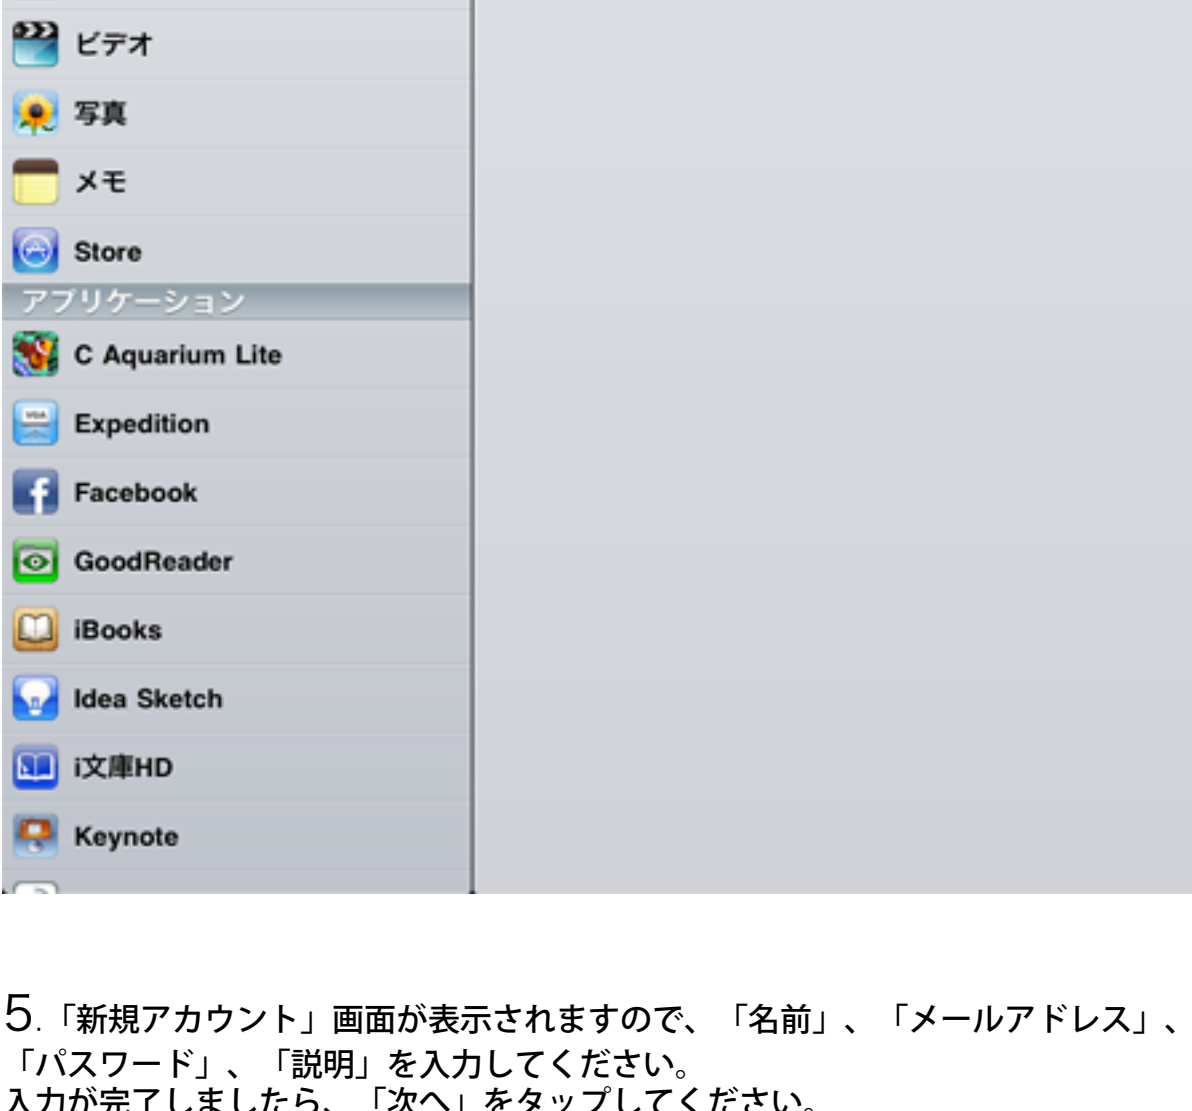 ビデオ
写真
メモ
Store
アプリケーション
C Aquarium Lite
VGA
Expedition
Facebook
GoodReader
iBooks
Idea Sketch
i文庫HD
Keynote
5.「新規アカウント」画面が表示されますので、「名前」、「メールアドレス」、
「パスワード」、「説明」を入力してください。
入力が完了しましたら、「次へ」をタップしてください。